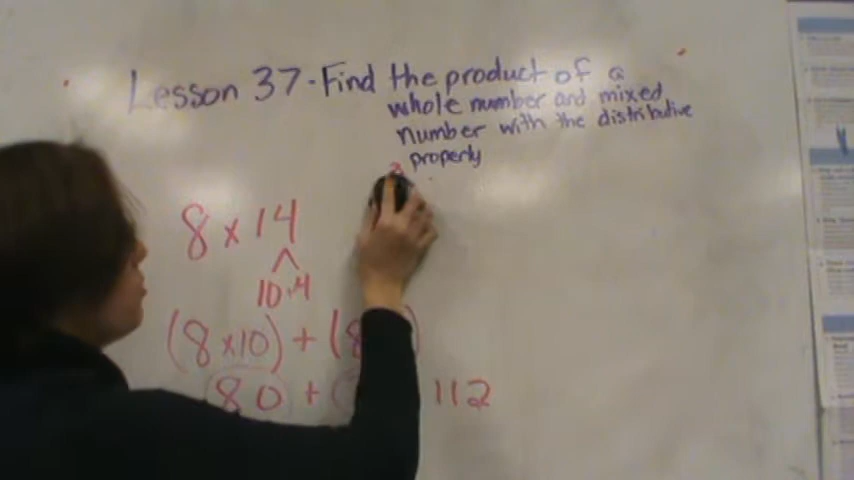 Lesson 37 - Find the product of a
whole number and mixed
number with the distributive
property
8 x 14
10 + 4
(8 x 10) + (8 )
80 + ( 112